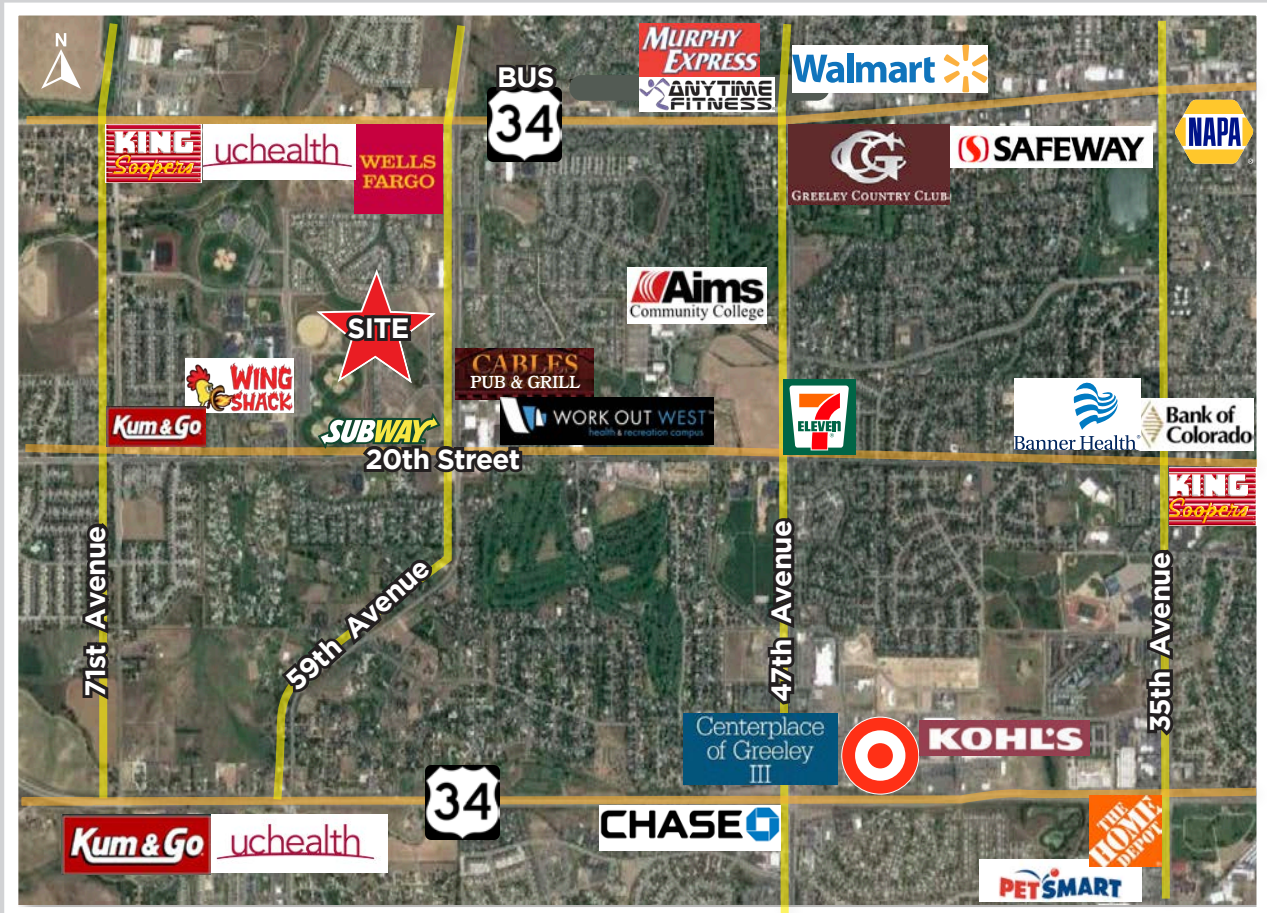 N
MURPHY
EXPRESS
BUS
34
ANYTIME
FITNESS
Walmart
KING
Soopers
uchealth
WELLS
FARGO
CG
GREELEY COUNTRY CLUB
SAFEWAY
NAPA
®
SITE
Aims
Community College
WING
SHACK
CABLES
PUB & GRILL
Kum & Go
SUBWAY
WORK OUT WEST
health & recreation campus
7
ELEVEN
Banner Health
Bank of
Colorado
20th Street
KING
Soopers
71st Avenue
59th Avenue
47th Avenue
35th Avenue
Centerplace
of Greeley
III
KOHL'S
34
CHASE
THE
HOME
DEPOT
Kum & Go
uchealth
PETSMART